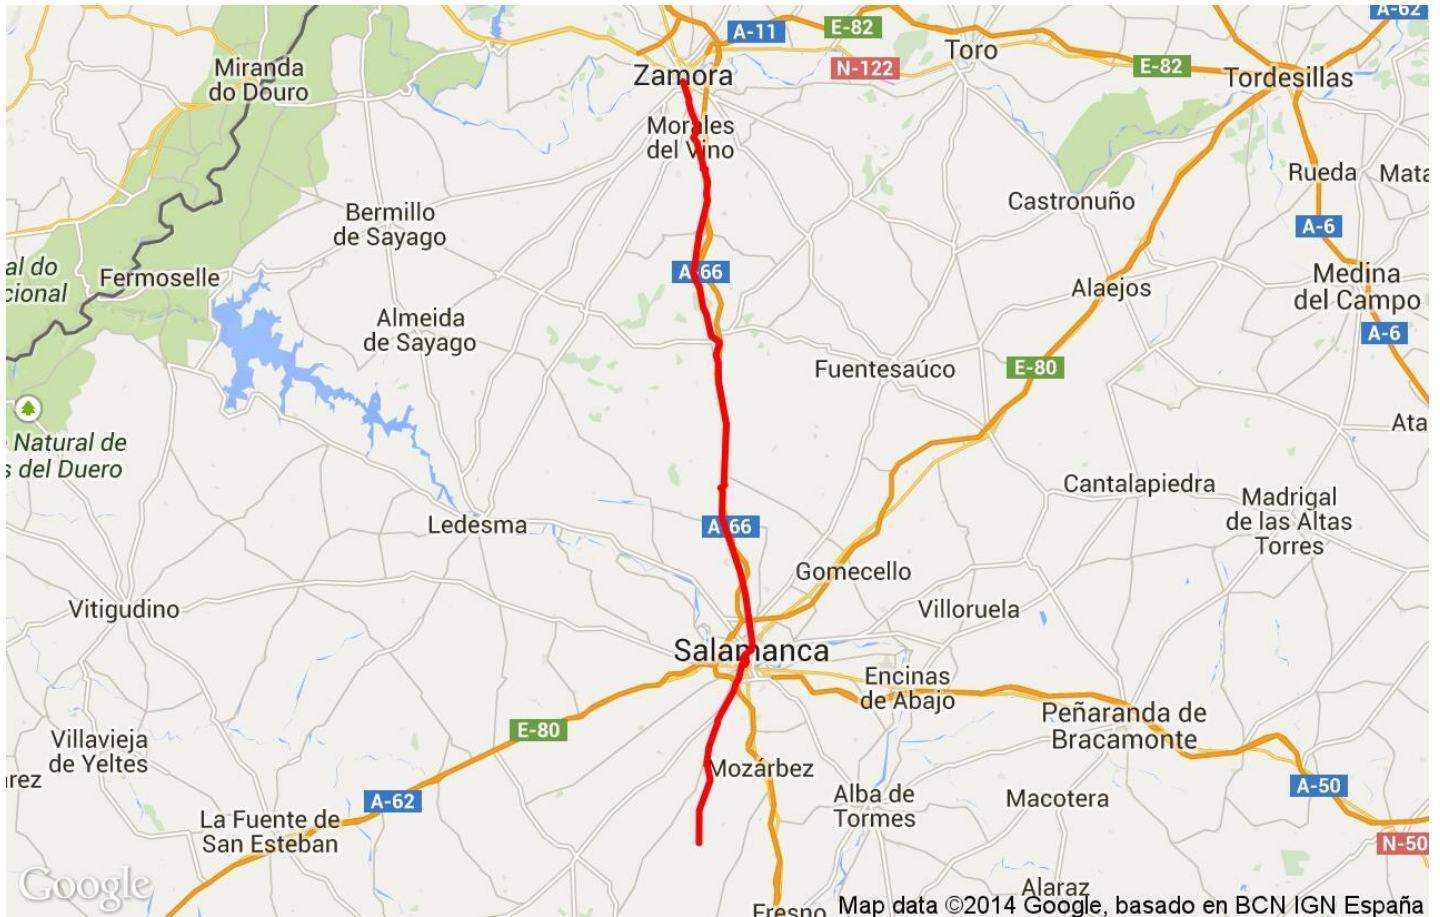 A-62
A-11
E-82
Toro
Zamora
N-122
E-82
Tordesillas
Miranda
do Douro
Morales
del Vino
Rueda
Mata
Castronuño
Bermillo
de Sayago
A-6
al do
cional
Fermoselle
A-66
Alaejos
Medina
del Campo
Almeida
de Sayago
A-6
Fuentesaúco
E-80
Natural de
s del Duero
Ata
Cantalapiedra
Madrigal
de las Altas
Torres
Ledesma
A-66
Gomecello
Vitigudino
Villoruela
Salamanca
Encinas
de Abajo
Peñaranda de
Bracamonte
E-80
Villavieja
de Yeltes
rez
Mozárbez
A-50
A-62
Alba de
Tormes
Macotera
La Fuente de
San Esteban
N-50
Google
Alaraz
Fresno
Map data ©2014 Google, basado en BCN IGN España